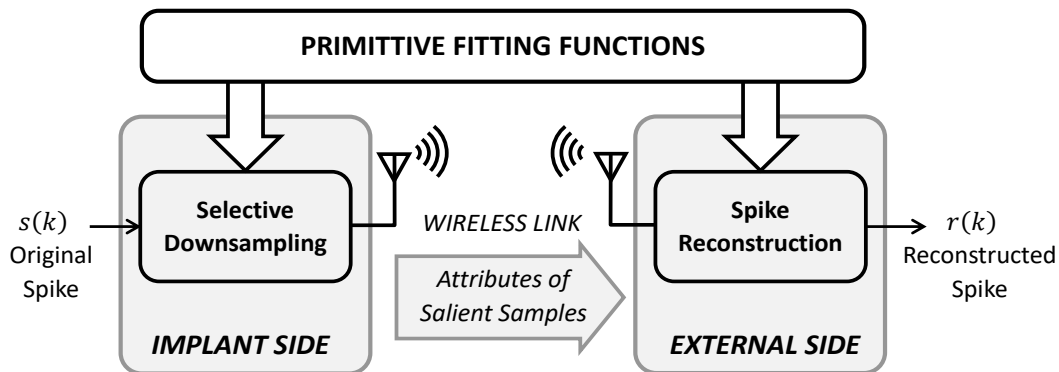 PRIMITTIVE FITTING FUNCTIONS
s(k)
Original
Spike
Selective
Downsampling
IMPLANT SIDE
WIRELESS LINK
Attributes of
Salient Samples
Spike
Reconstruction
EXTERNAL SIDE
r(k)
Reconstructed
Spike